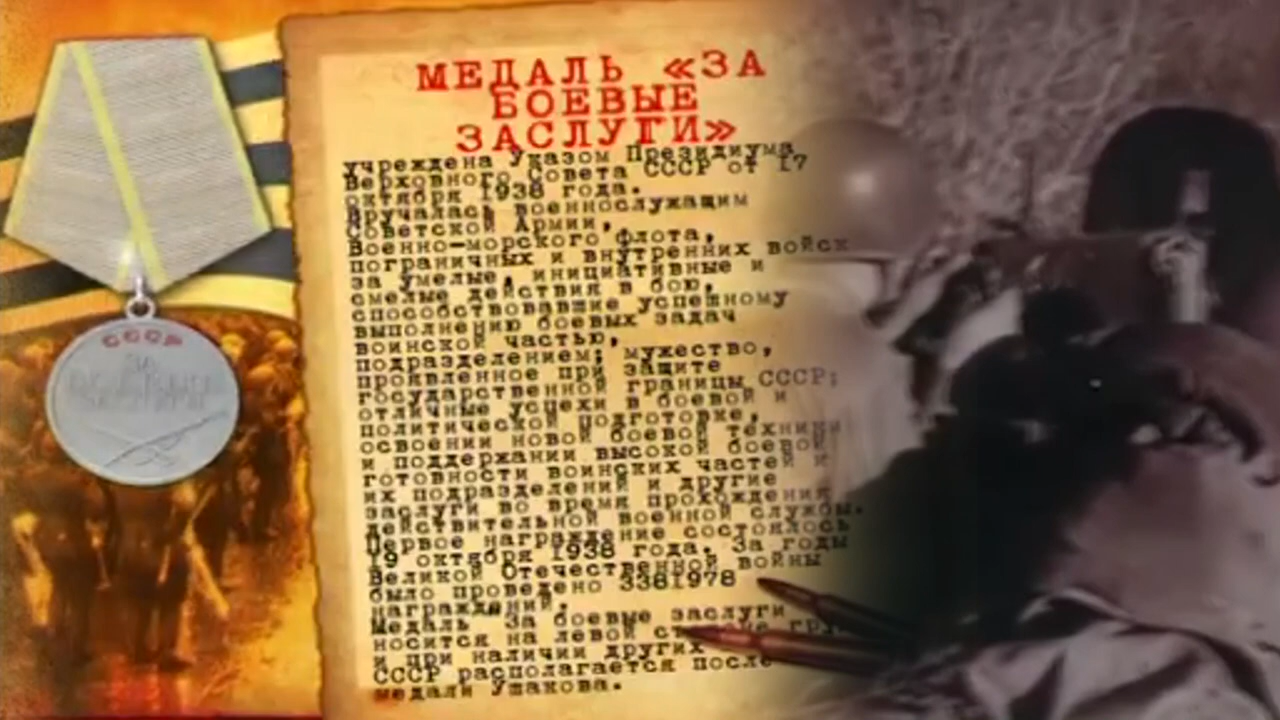 СССР
ЗА
БОЕВЫЕ
ЗАСЛУГИ
МЕДАЛЬ «ЗА
БОЕВЫЕ
ЗАСЛУГИ»
учреждена Указом Президиума
Верховного Совета СССР от 17
октября 1938 года.
Вручалась военнослужащим
Советской Армии,
Военно-морского флота,
пограничных и внутренних войск
за умелые, инициативные и
смелые действия в бою,
способствовавшие успешному
выполнению боевых задач
воинской частью,
подразделением; мужество,
проявленное при защите
государственной границы СССР;
отличные успехи в боевой и
политической подготовке,
освоении новой боевой техники
и поддержании высокой боевой
готовности воинских частей и
их подразделений и другие
заслуги во время прохождения
действительной военной службы.
Первое награждение состоялось
19 октября 1938 года. За годы
Великой Отечественной войны
было проведено 3381978
награждений.
Медаль "За боевые заслуги
носится на левой
и при наличии других
СССР располагается после
медали Ушакова.